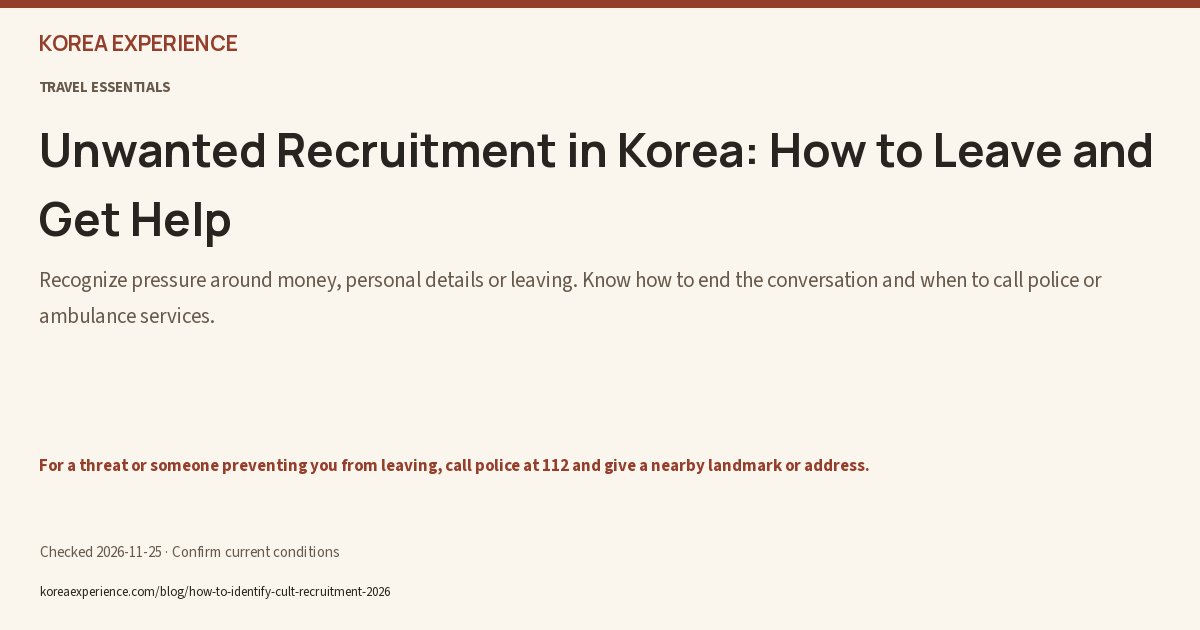 KOREA EXPERIENCE
TRAVEL ESSENTIALS
Unwanted Recruitment in Korea: How to Leave and
Get Help
Recognize pressure around money, personal details or leaving. Know how to end the conversation and when to call police or
ambulance services.
For a threat or someone preventing you from leaving, call police at 112 and give a nearby landmark or address.
Checked 2026-11-25 · Confirm current conditions
koreaexperience.com/blog/how-to-identify-cult-recruitment-2026